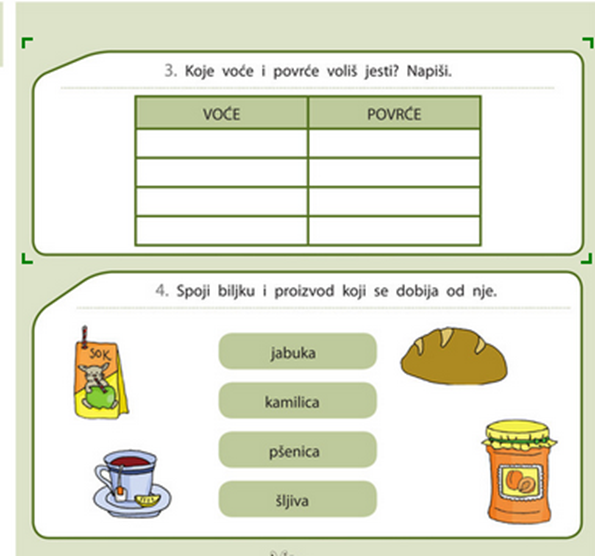 3. Koje voće i povrće voliš jesti? Napiši.
VOĆE POVRĆE
4. Spoji biljku i proizvod koji se dobija od nje.
SOK
jabuka
kamilica
pšenica
šljiva